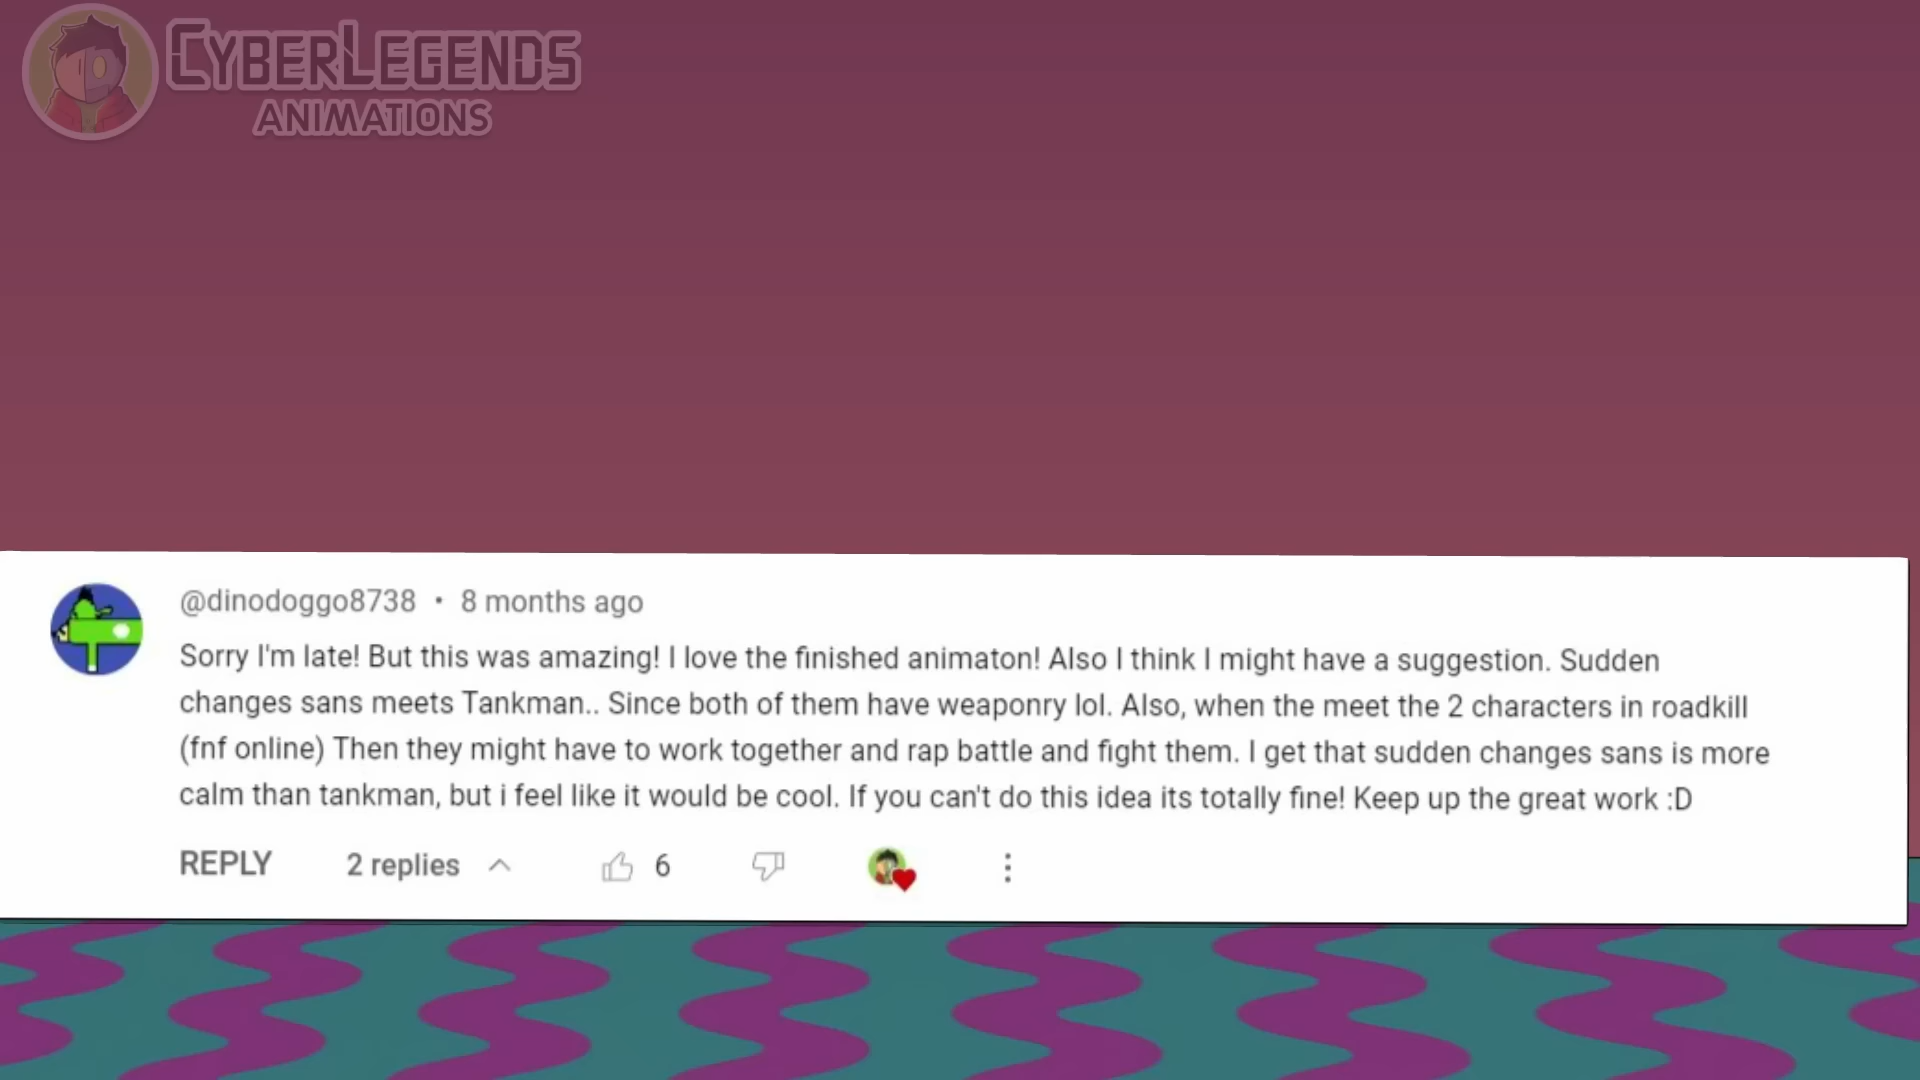 CYBERLEGENDS
ANIMATIONS
@dinodoggo8738 • 8 months ago
Sorry I'm late! But this was amazing! I love the finished animaton! Also I think I might have a suggestion. Sudden
changes sans meets Tankman.. Since both of them have weaponry lol. Also, when the meet the 2 characters in roadkill
(fnf online) Then they might have to work together and rap battle and fight them. I get that sudden changes sans is more
calm than tankman, but i feel like it would be cool. If you can't do this idea its totally fine! Keep up the great work :D
REPLY 2 replies 6